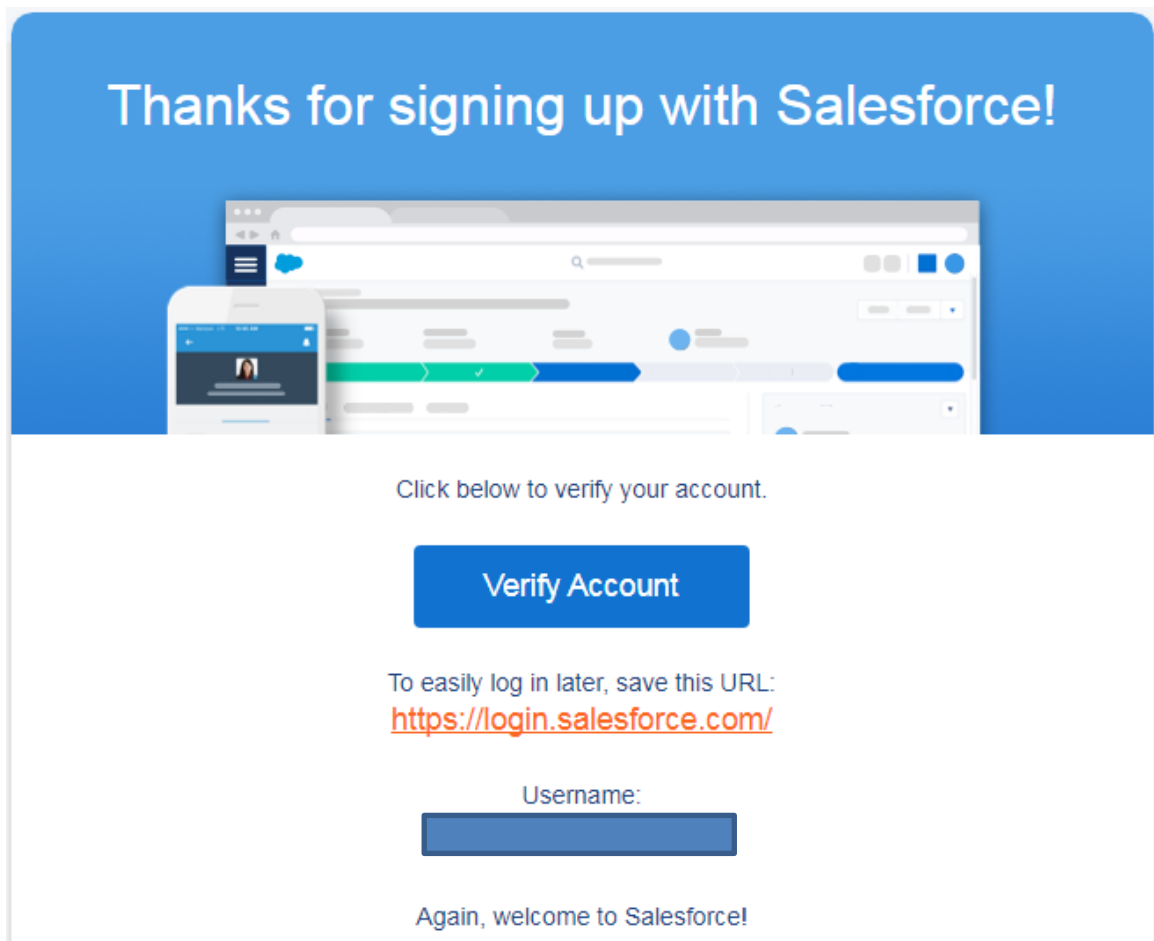 Thanks for signing up with Salesforce!
Click below to verify your account.
Verify Account
To easily log in later, save this URL:
https://login.salesforce.com/
Username:
Again, welcome to Salesforce!